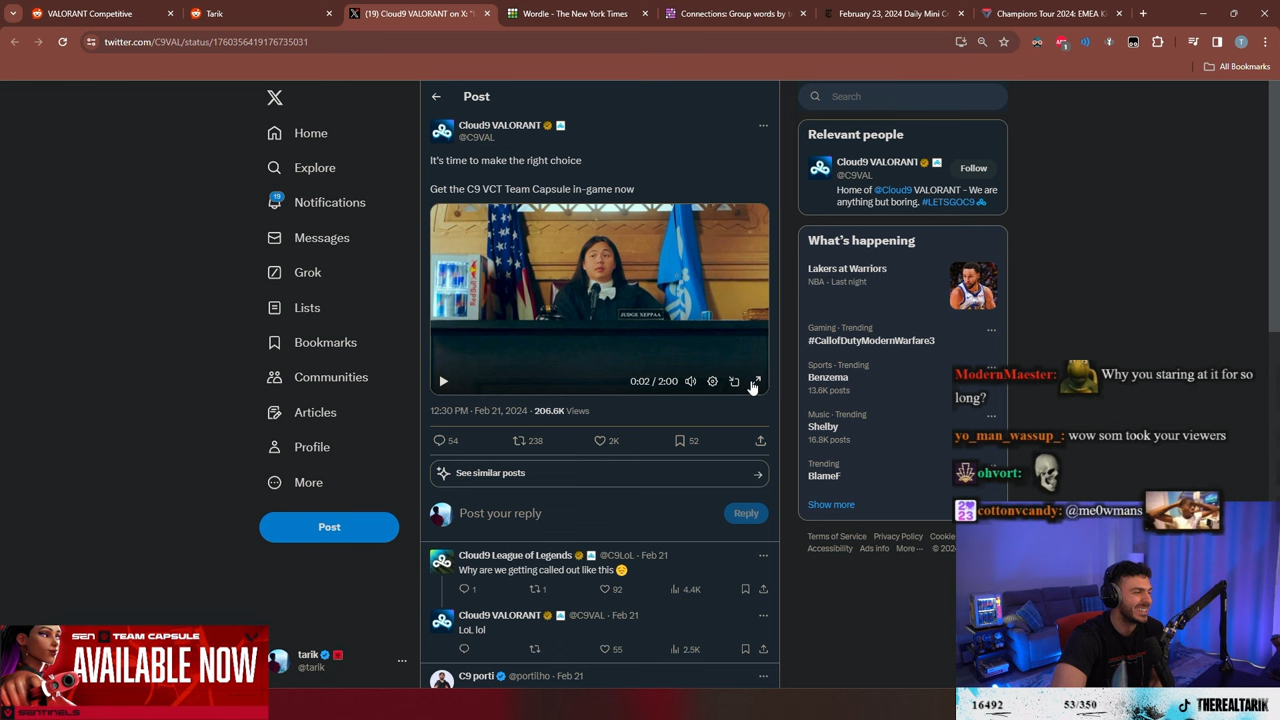 VALORANT Competitive
Tarik
(19) Cloud9 VALORANT on X: "I
Wordle - The New York Times
Connections: Group words by t
February 23, 2024 Daily Mini C
Champions Tour 2024: EMEA K
twitter.com/C9VAL/status/1760356419176735031
All Bookmarks
Home
Explore
19
Notifications
Messages
Grok
Lists
Bookmarks
Communities
Articles
Profile
More
Post
tarik
@tarik
Post
Cloud9 VALORANT
@C9VAL
It's time to make the right choice
Get the C9 VCT Team Capsule in-game now
JUDGE XEPPAA
0:02 / 2:00
12:30 PM · Feb 21, 2024 · 206.6K Views
54
238
2K
52
See similar posts
Post your reply
Reply
Cloud9 League of Legends @C9LoL · Feb 21
Why are we getting called out like this
1
1
92
4.4K
Cloud9 VALORANT @C9VAL · Feb 21
LoL lol
55
2.5K
C9 porti @portilho · Feb 21
Search
Relevant people
Cloud9 VALORANT
@C9VAL
Follow
Home of @Cloud9 VALORANT - We are
anything but boring. #LETSGOC9
What's happening
Lakers at Warriors
NBA · Last night
Gaming · Trending
#CallofDutyModernWarfare3
Sports · Trending
Benzema
13.6K posts
Music · Trending
Shelby
16.8K posts
Trending
BlameF
Show more
Terms of Service Privacy Policy Cookie
Accessibility Ads info More ··· © 202
ModernMaester: Why you staring at it for so
long?
yo_man_wassup_: wow som took your viewers
ohvort:
cottonvcandy: @me0wmans
SEN TEAM CAPSULE
AVAILABLE NOW
SENTINELS
16492
53/350
THEREALTARIK